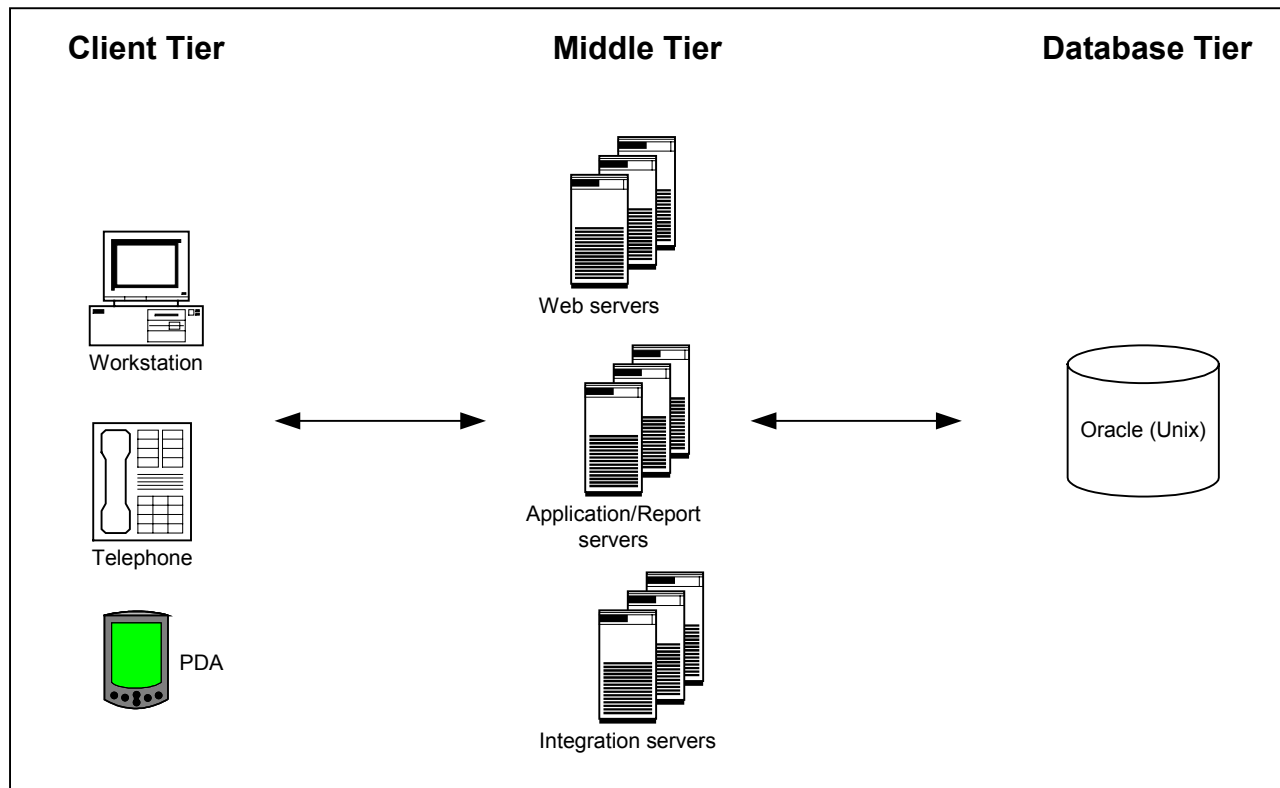 Client Tier
Middle Tier
Database Tier
Workstation
Telephone
PDA
Web servers
Application/Report
servers
Integration servers
Oracle (Unix)